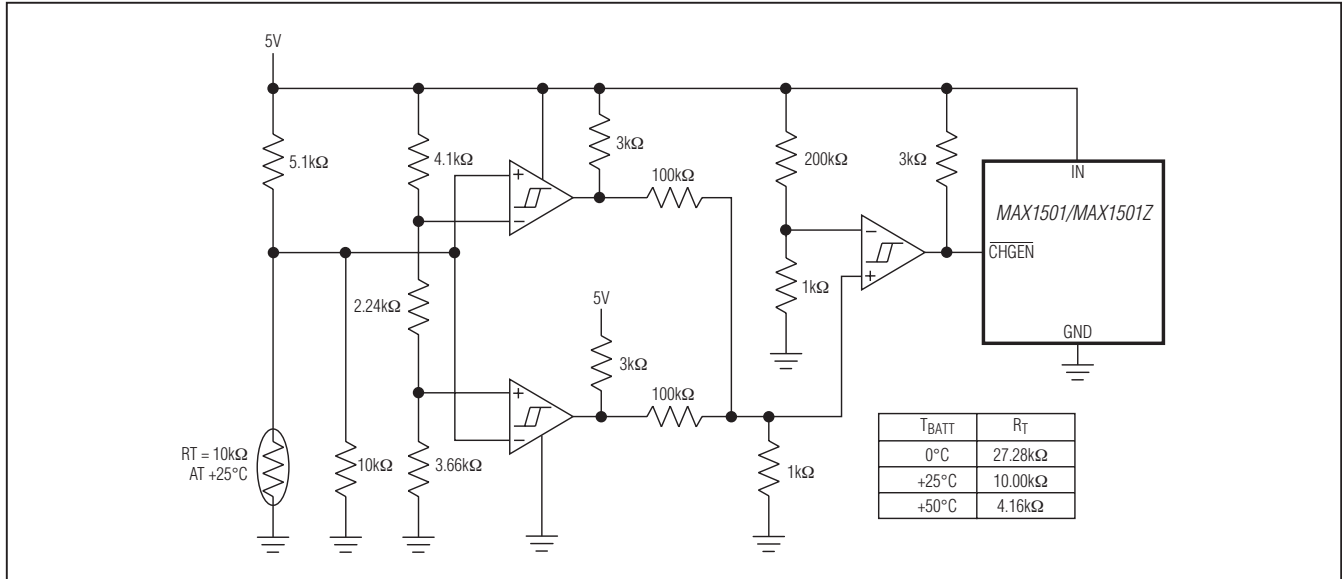 5V
5.1kΩ
4.1kΩ
3kΩ
100kΩ
200kΩ
3kΩ
IN
MAX1501/MAX1501Z
+
−
−
+
CHGEN
2.24kΩ
1kΩ
5V
GND
3kΩ
100kΩ
+
−
RT = 10kΩ
AT +25°C
10kΩ
3.66kΩ
1kΩ
TBATT RT
0°C 27.28kΩ
+25°C 10.00kΩ
+50°C 4.16kΩ